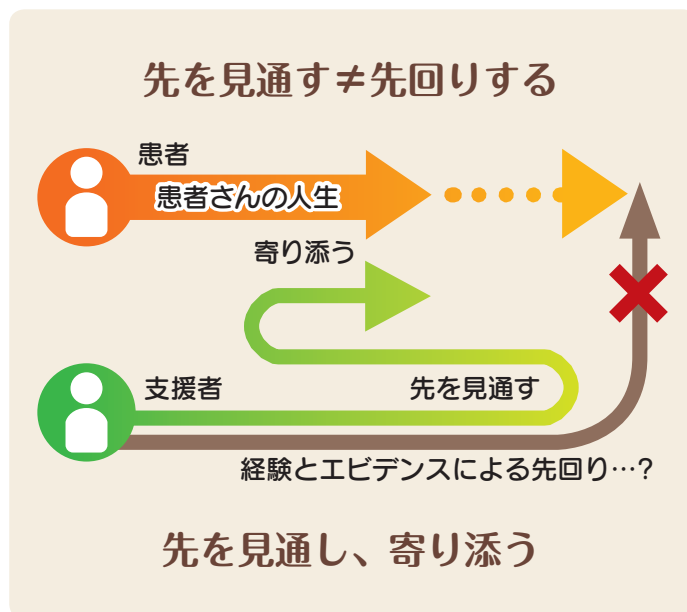 先を見通す≠先回りする
患者
患者さんの人生
寄り添う
支援者
先を見通す
経験とエビデンスによる先回り…?
先を見通し、寄り添う